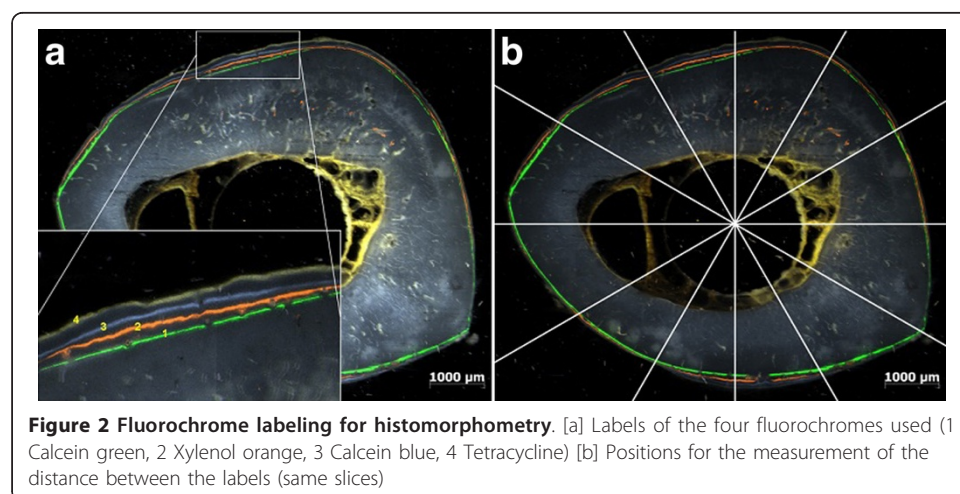 a
b
4
3
2
1
1000 µm
1000 µm
Figure 2 Fluorochrome labeling for histomorphometry. [a] Labels of the four fluorochromes used (1
Calcein green, 2 Xylenol orange, 3 Calcein blue, 4 Tetracycline) [b] Positions for the measurement of the
distance between the labels (same slices)